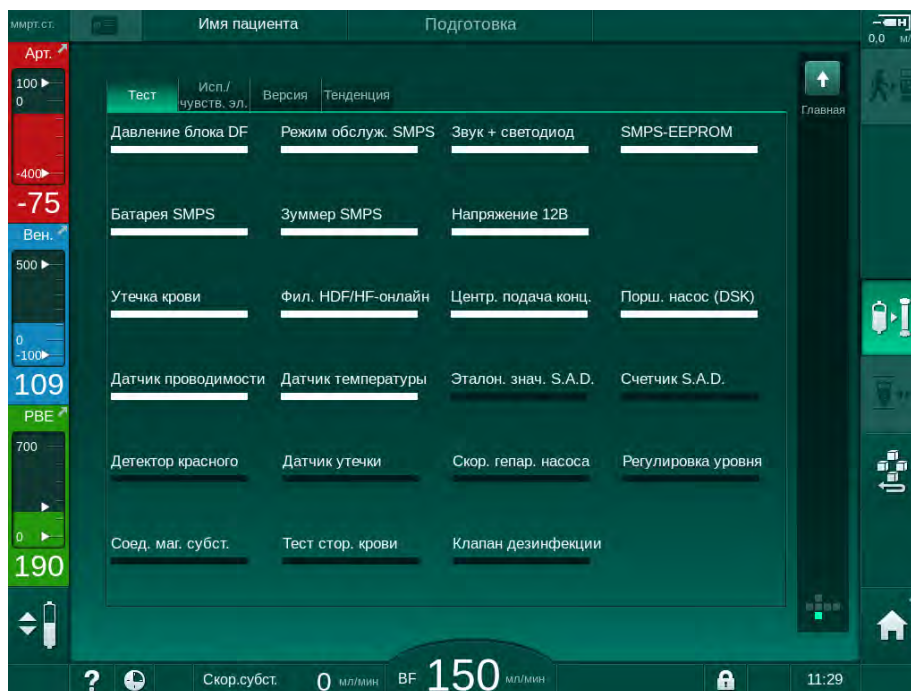 ммрт.ст.
Имя пациента
Подготовка
0,0
Арт.
100
0
-400
-75
Вен.
500
0
-100
109
PBE
700
0
190
Тест
Исп./
чувств. эл.
Версия
Тенденция
Главная
Давление блока DF
Режим обслуж. SMPS
Звук + светодиод
SMPS-EEPROM
Батарея SMPS
Зуммер SMPS
Напряжение 12В
Утечка крови
Фил. HDF/HF-онлайн
Центр. подача конц.
Порш. насос (DSK)
Датчик проводимости
Датчик температуры
Эталон. знач. S.A.D.
Счетчик S.A.D.
Детектор красного
Датчик утечки
Скор. гепар. насоса
Регулировка уровня
Соед. маг. субст.
Тест стор. крови
Клапан дезинфекции
? Скор.субст. 0 мл/мин BF 150 мл/мин 11:29